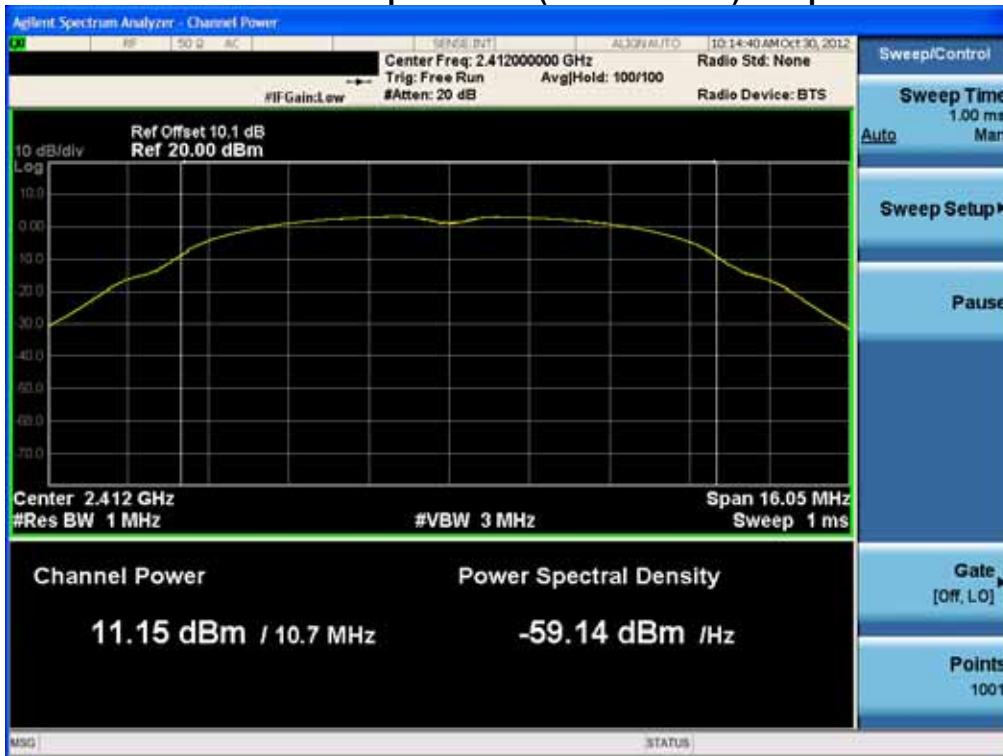 Agilent Spectrum Analyzer - Channel Power
RF 50 Ω AC SENSE:INT ALIGN AUTO 10:14:40 AM Oct 30, 2012
Center Freq: 2.412000000 GHz Radio Std: None
Trig: Free Run Avg|Hold: 100/100
#IFGain:Low #Atten: 20 dB Radio Device: BTS
Ref Offset 10.1 dB
10 dB/div Ref 20.00 dBm
Log
10.0
0.00
10.0
20.0
30.0
40.0
50.0
60.0
70.0
Center 2.412 GHz Span 16.05 MHz
#Res BW 1 MHz #VBW 3 MHz Sweep 1 ms
Channel Power Power Spectral Density
11.15 dBm / 10.7 MHz -59.14 dBm /Hz
MSG STATUS
Sweep/Control
Sweep Time
1.00 ms
Auto Man
Sweep Setup
Pause
Gate
[Off, LO]
Points
1001